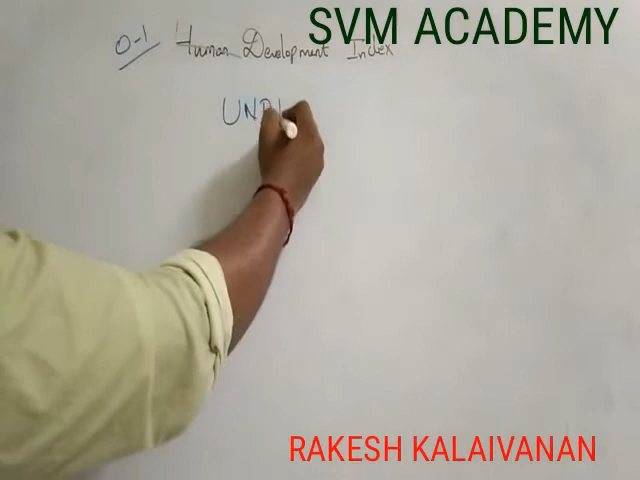 SVM ACADEMY
0-1 Human Development Index
UNDP
RAKESH KALAIVANAN